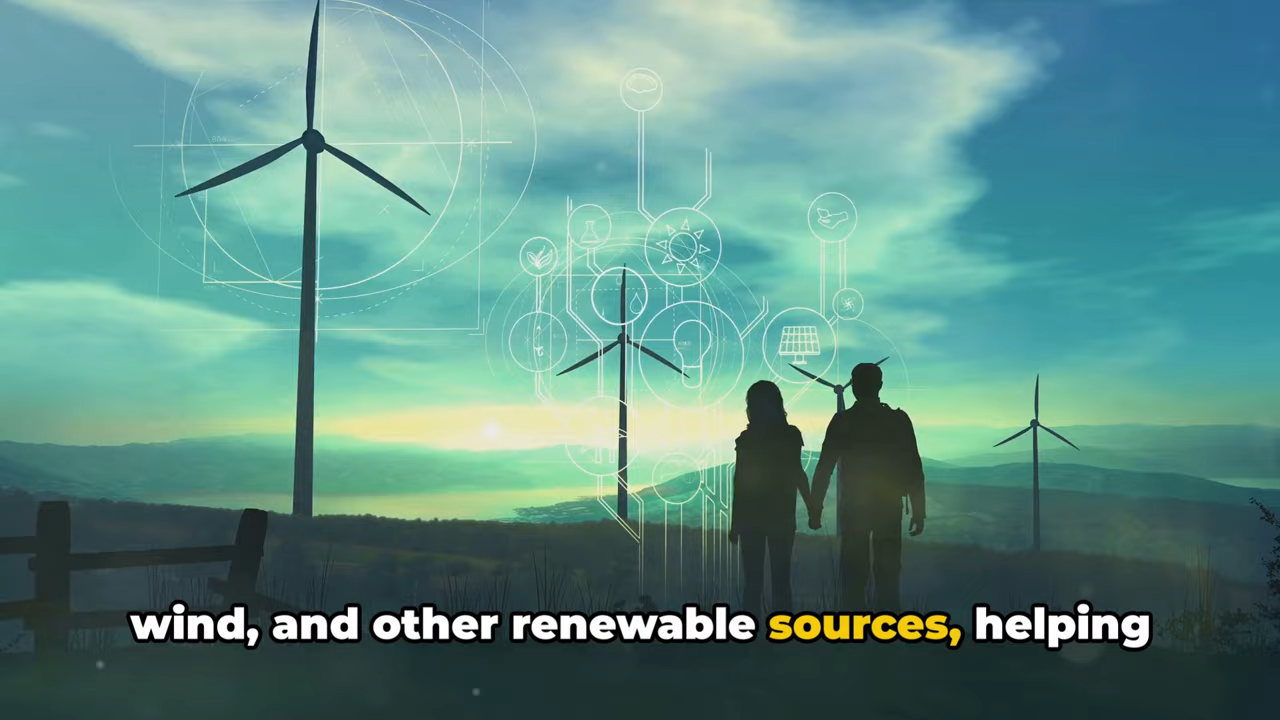 wind, and other renewable sources, helping